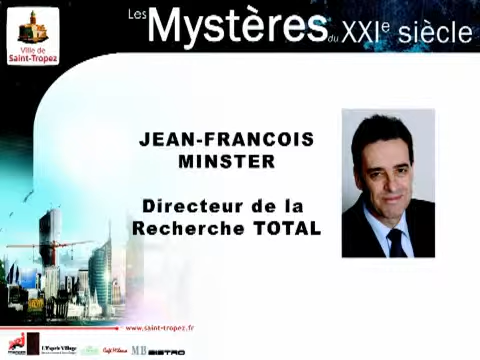 Les Mystères du XXIe siècle
Ville de
Saint-Tropez
JEAN-FRANCOIS
MINSTER
Directeur de la
Recherche TOTAL
www.saint-tropez.fr
L'Esprit Village
MB BISTRO